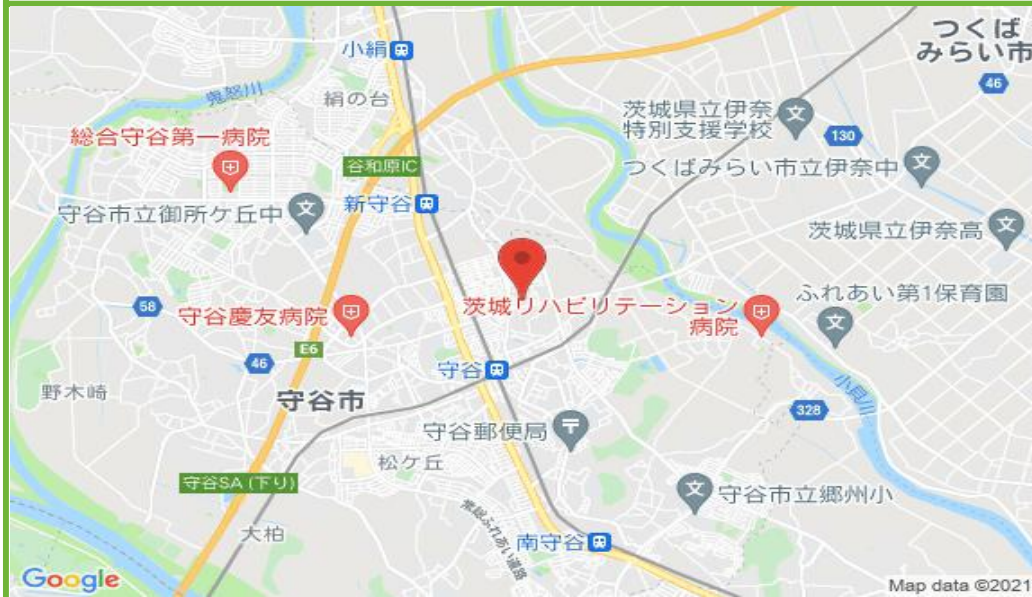 つくば
みらい市
小絹
46
鬼怒川
絹の台
茨城県立伊奈
特別支援学校
130
総合守谷第一病院
谷和原IC
つくばみらい市立伊奈中
守谷市立御所ケ丘中
新守谷
茨城県立伊奈高
58
守谷慶友病院
茨城リハビリテーション
病院
ふれあい第1保育園
E6
46
守谷
野木崎
守谷市
小貝川
328
守谷郵便局
松ケ丘
守谷SA (下り)
守谷市立郷州小
常総ふれあい道路
大柏
南守谷
Google
Map data ©2021